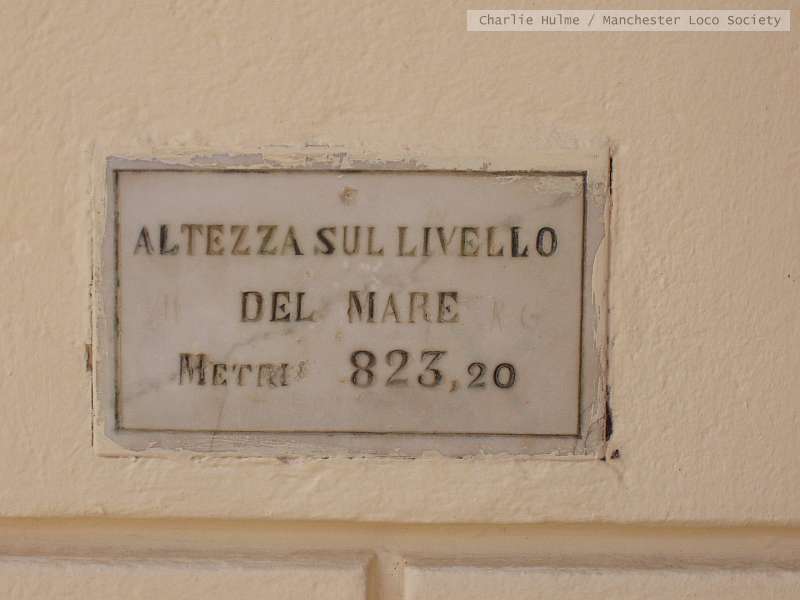 Charlie Hulme / Manchester Loco Society
ALTEZZA SUL LIVELLO
DEL MARE
METRI 823,20